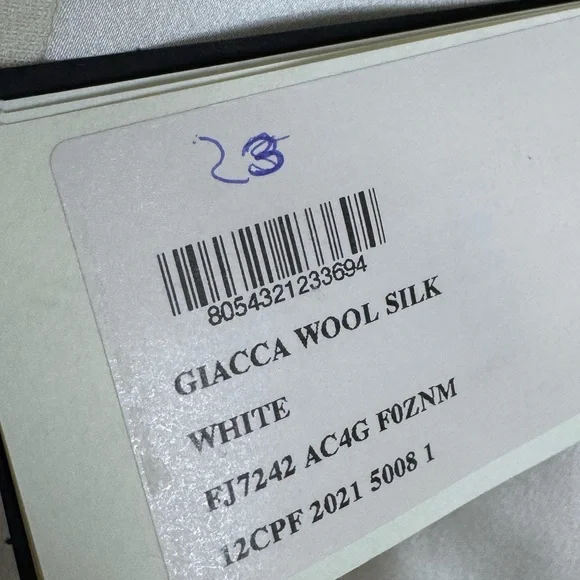 23
8054321233694
GIACCA WOOL SILK
WHITE
FJ7242 AC4G F0ZNM
12CPF 2021 5008 1